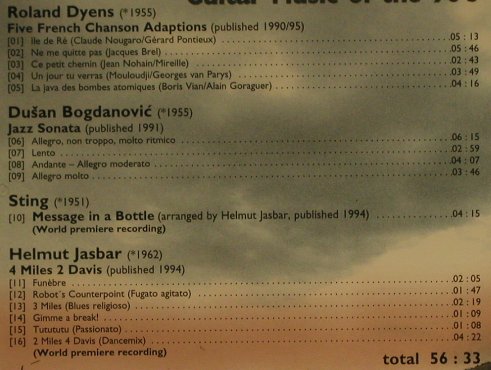 Guitar Music of the 90's
Roland Dyens (*1955)
Five French Chanson Adaptions (published 1990/95)
[01] Ile de Ré (Claude Nougaro/Gérard Pontieux) 05 : 13
[02] Ne me quitte pas (Jacques Brel) 05 : 46
[03] Ce petit chemin (Jean Nohain/Mireille) 02 : 43
[04] Un jour tu verras (Mouloudji/Georges van Parys) 03 : 49
[05] La java des bombes atomiques (Boris Vian/Alain Goraguer) 04 : 16
Dušan Bogdanović (*1955)
Jazz Sonata (published 1991)
[06] Allegro, non troppo, molto ritmico 06 : 15
[07] Lento 02 : 59
[08] Andante – Allegro moderato 04 : 07
[09] Allegro molto 03 : 46
Sting (*1951)
[10] Message in a Bottle (arranged by Helmut Jasbar, published 1994) 04 : 15
(World premiere recording)
Helmut Jasbar (*1962)
4 Miles 2 Davis (published 1994)
[11] Funèbre 02 : 05
[12] Robot´s Counterpoint (Fugato agitato) 01 : 47
[13] 3 Miles (Blues religioso) 02 : 19
[14] Gimme a break! 01 : 09
[15] Tutututu (Passionato) 01 : 08
[16] 2 Miles 4 Davis (Dancemix) 04 : 22
(World premiere recording)
total 56 : 33